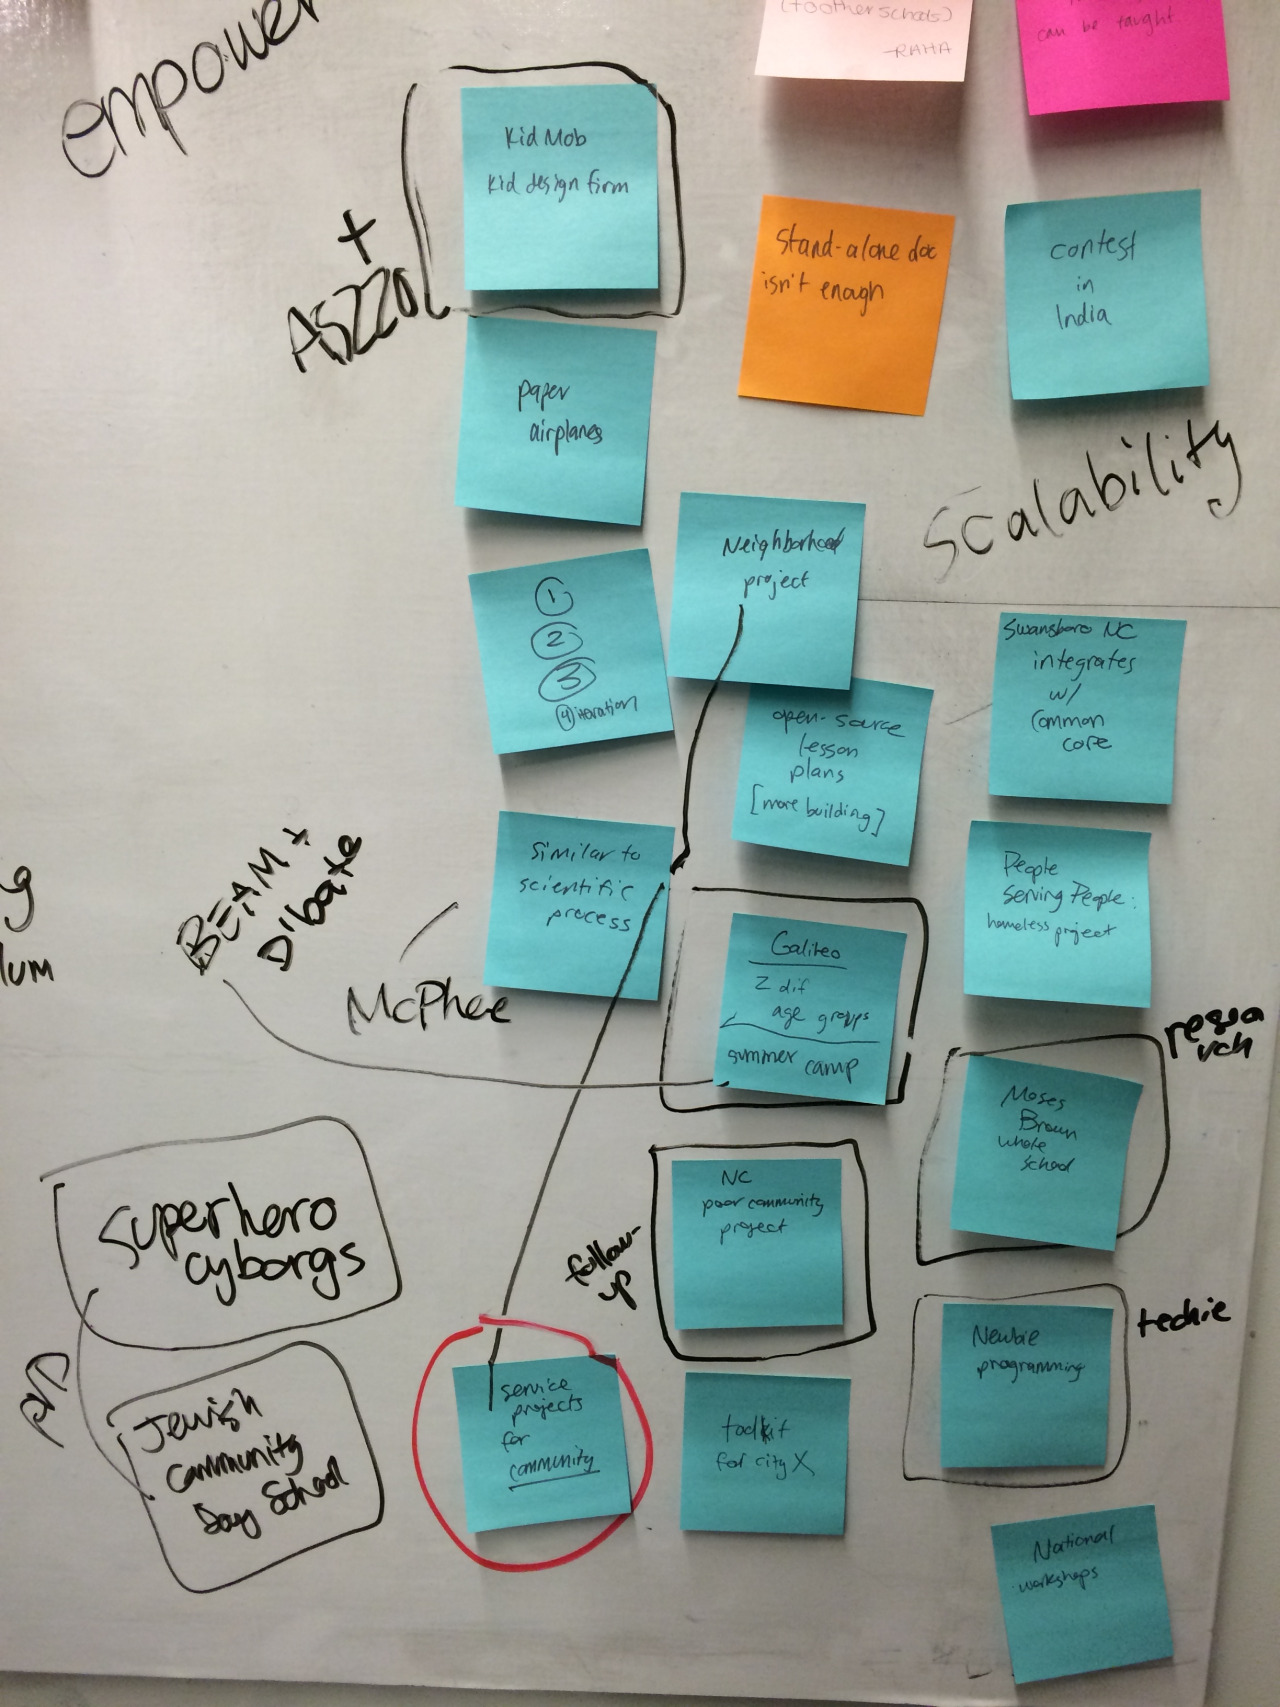 empower
(to other schools)
-RAHA
can be taught
Kid Mob
Kid design firm
+
AS220
Stand-alone doc
isn't enough
contest
in
India
paper
airplanes
Scalability
Neighborhood
project
1
2
3
4 iteration
open-source
lesson
plans
[more building]
Swansboro NC
integrates
w/
Common
core
Similar to
scientific
process
BEAM +
Dibate
McPhee
Galileo
2 dif
age groups
summer camp
People
Serving People:
homeless project
resea
rch
Moses
Brown
whole
school
NC
poor community
project
follow-
up
Superhero
cyborgs
Jewish
Community
Day School
service
projects
for
community
toolkit
for city X
Newbie
programming
techie
National
workshops
lum